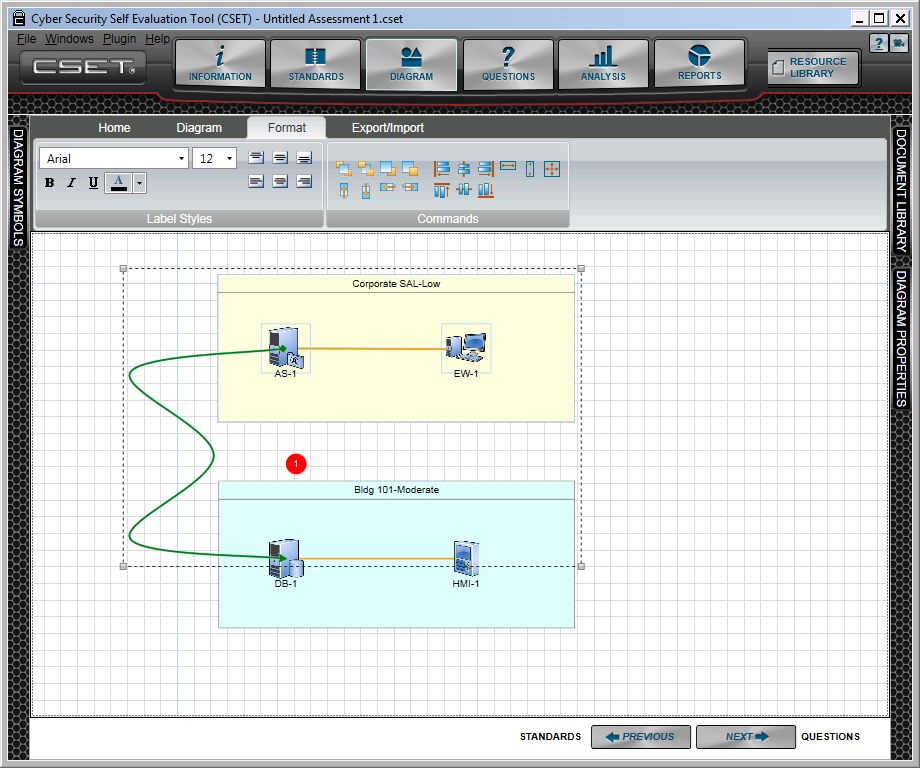 Cyber Security Self Evaluation Tool (CSET) - Untitled Assessment 1.cset
File Windows Plugin Help
CSET
INFORMATION
STANDARDS
DIAGRAM
QUESTIONS
ANALYSIS
REPORTS
RESOURCE
LIBRARY
Home Diagram Format Export/Import
Arial 12
B I U A
Label Styles
Commands
DIAGRAM SYMBOLS
DOCUMENT LIBRARY
DIAGRAM PROPERTIES
Corporate SAL-Low
AS-1
EW-1
1
Bldg 101-Moderate
DB-1
HMI-1
STANDARDS PREVIOUS NEXT QUESTIONS